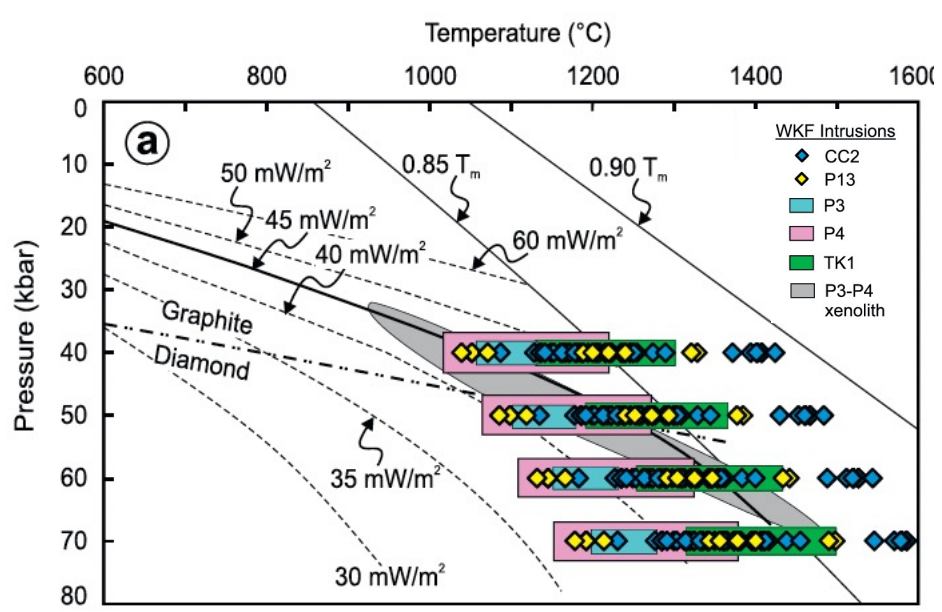 Temperature (°C)
600 800 1000 1200 1400 1600
Pressure (kbar)
0
10
20
30
40
50
60
70
80
a
WKF Intrusions
CC2
P13
P3
P4
TK1
P3-P4
xenolith
0.85 Tₘ
0.90 Tₘ
50 mW/m²
45 mW/m²
40 mW/m²
60 mW/m²
Graphite
Diamond
35 mW/m²
30 mW/m²